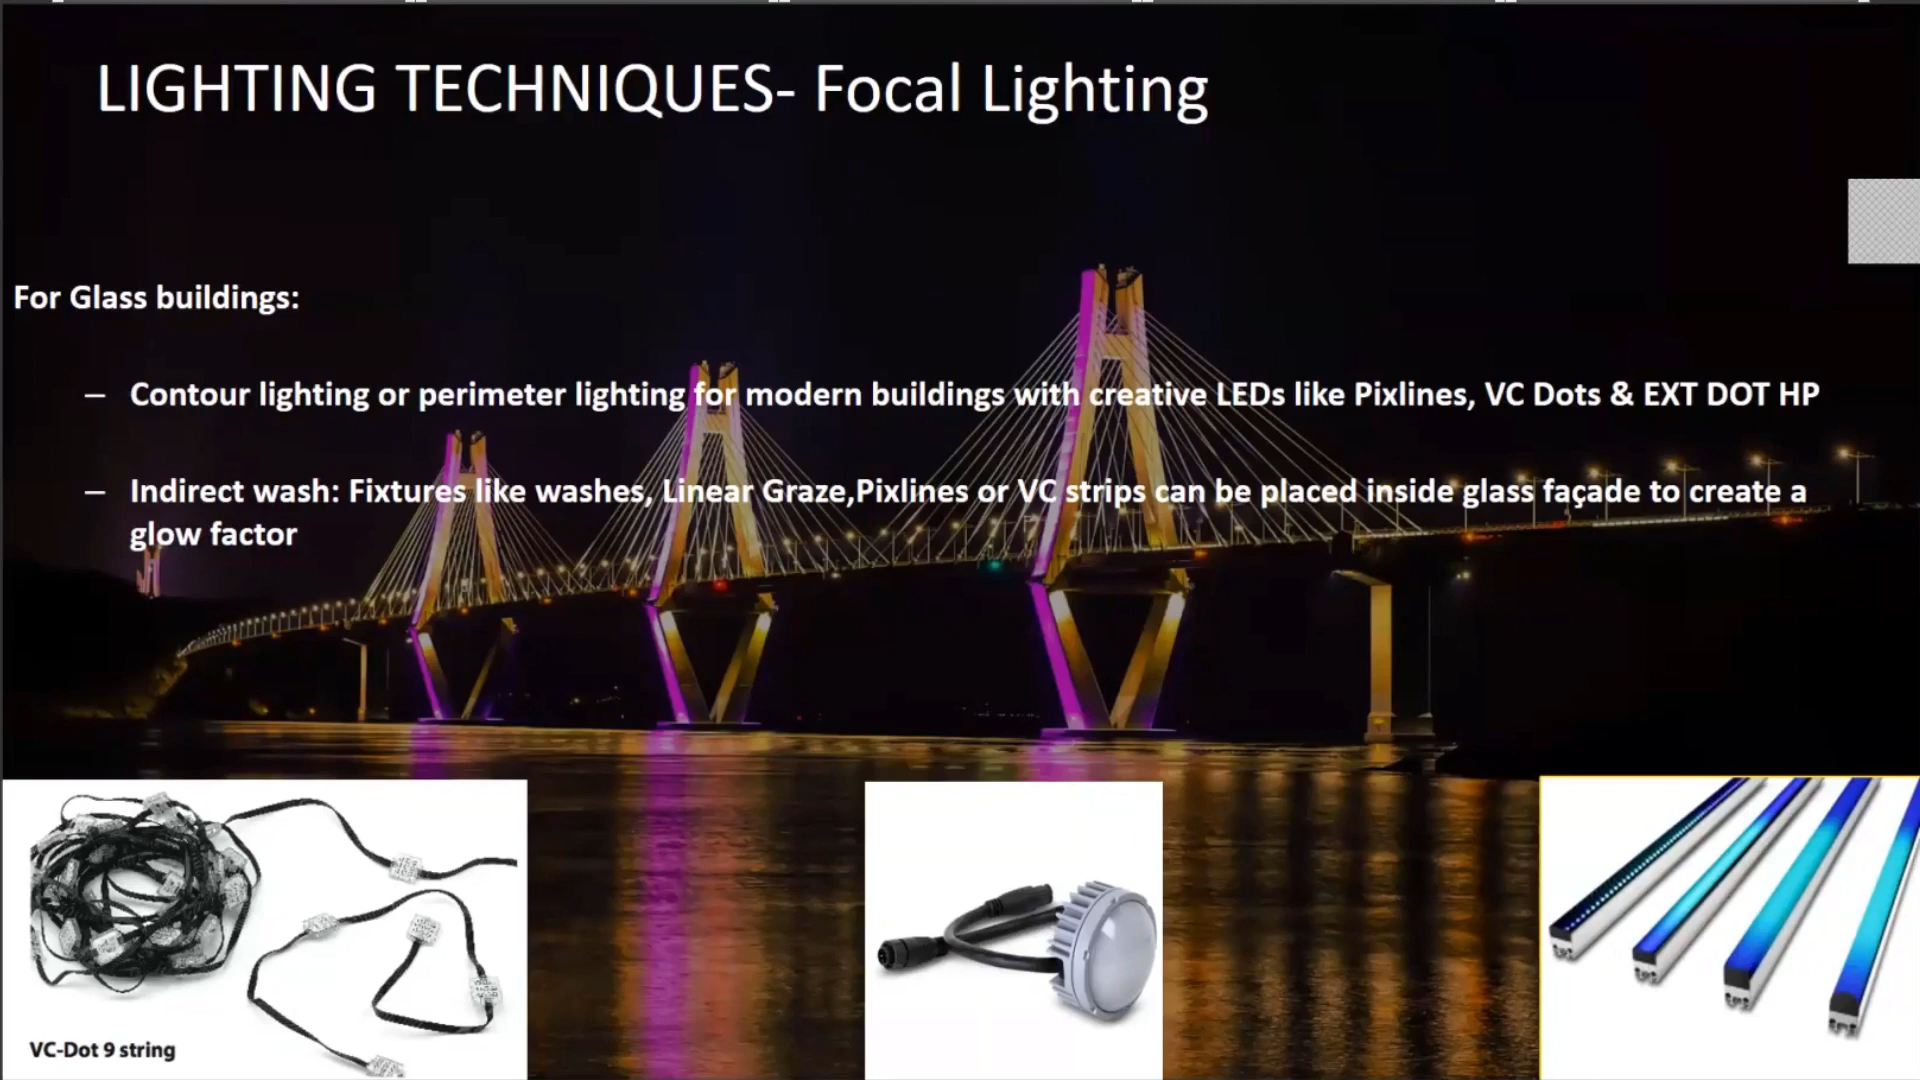 LIGHTING TECHNIQUES- Focal Lighting
For Glass buildings:
– Contour lighting or perimeter lighting for modern buildings with creative LEDs like Pixlines, VC Dots & EXT DOT HP
– Indirect wash: Fixtures like washes, Linear Graze,Pixlines or VC strips can be placed inside glass façade to create a
glow factor
VC-Dot 9 string